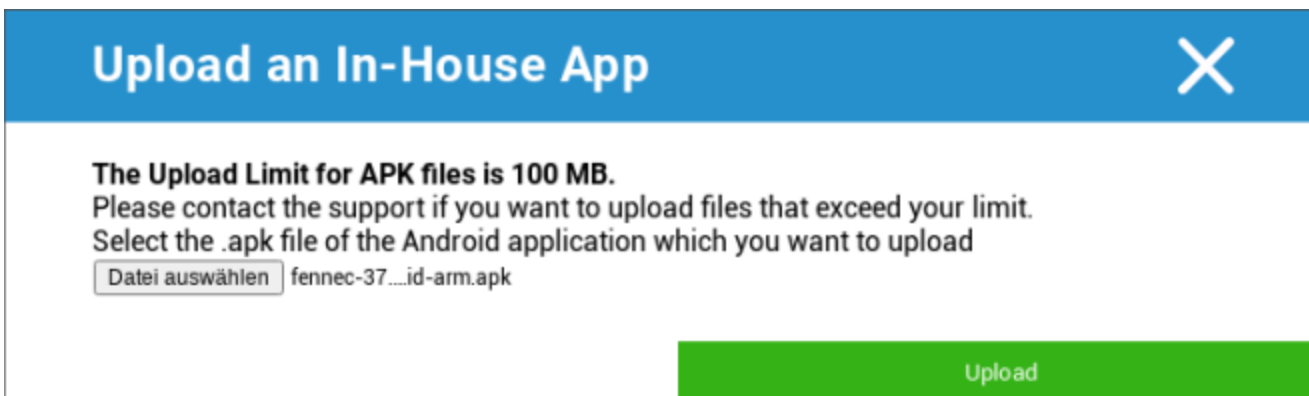 Upload an In-House App
The Upload Limit for APK files is 100 MB.
Please contact the support if you want to upload files that exceed your limit.
Select the .apk file of the Android application which you want to upload
Datei auswählen fennec-37....id-arm.apk
Upload